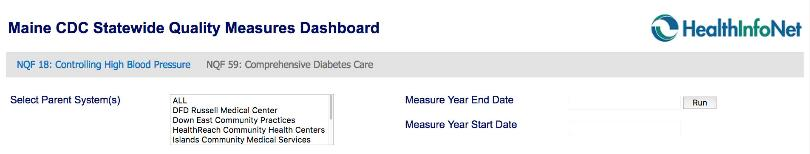 Maine CDC Statewide Quality Measures Dashboard
HealthInfoNet
NQF 18: Controlling High Blood Pressure NQF 59: Comprehensive Diabetes Care
Select Parent System(s)
ALL
DFD Russell Medical Center
Down East Community Practices
HealthReach Community Health Centers
Islands Community Medical Services
Measure Year End Date
Run
Measure Year Start Date